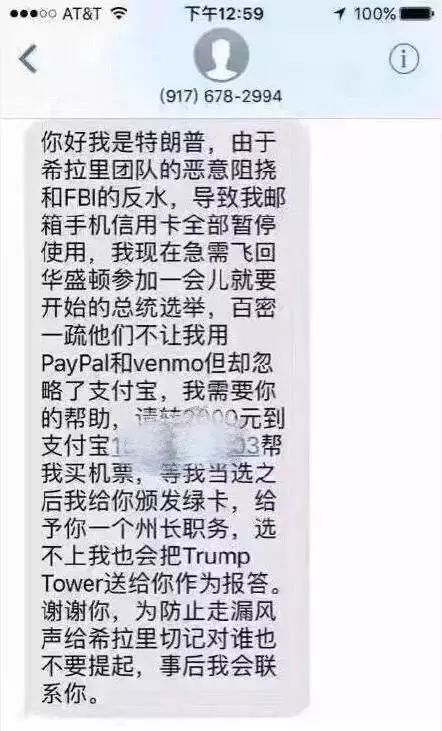 AT&T
下午12:59
100%
(917) 678-2994
你好我是特朗普，由于
希拉里团队的恶意阻挠
和FBI的反水，导致我邮
箱手机信用卡全部暂停
使用，我现在急需飞回
华盛顿参加一会儿就要
开始的总统选举，百密
一疏他们不让我用
PayPal和venmo但却忽
略了支付宝，我需要你
的帮助，请转2000元到
支付宝帮
我买机票，等我当选之
后我给你颁发绿卡，给
予你一个州长职务，选
不上我也会把Trump
Tower送给你作为报答。
谢谢你，为防止走漏风
声给希拉里切记对谁也
不要提起，事后我会联
系你。